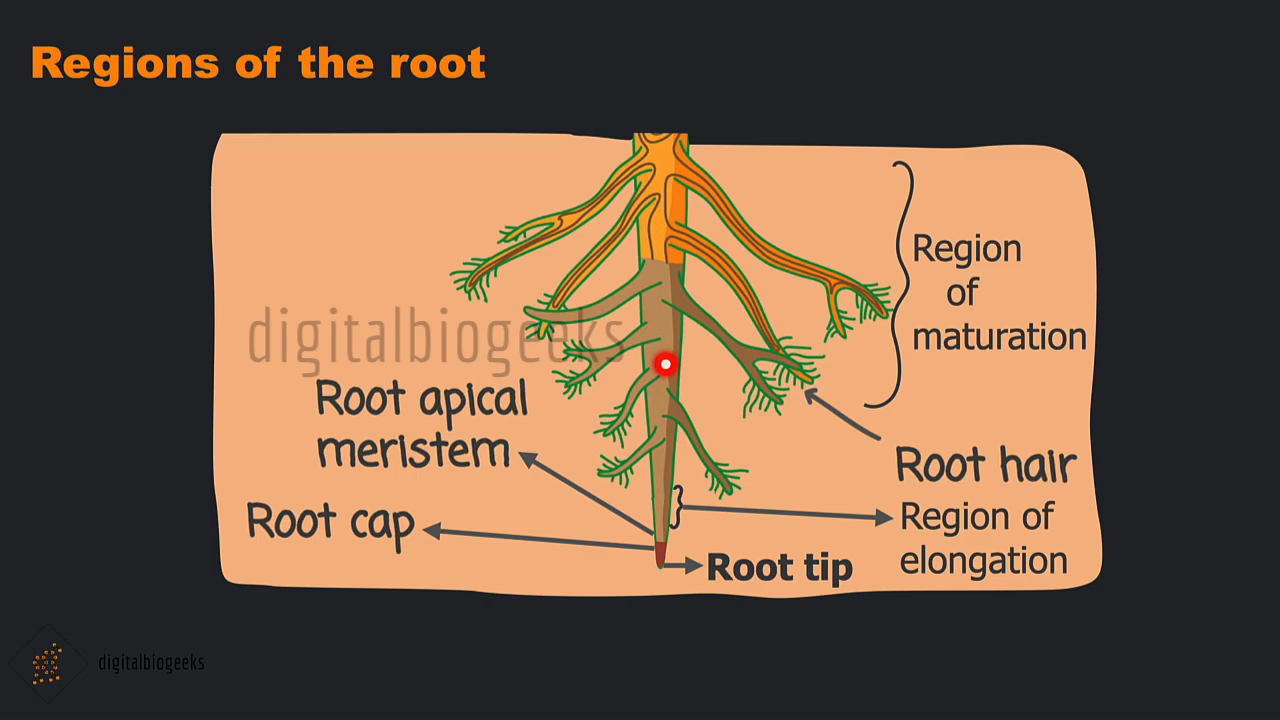 Regions of the root
Region
of
maturation
digitalbiogeeks
Root apical
meristem
Root hair
Root cap
Region of
elongation
Root tip
digitalbiogeeks